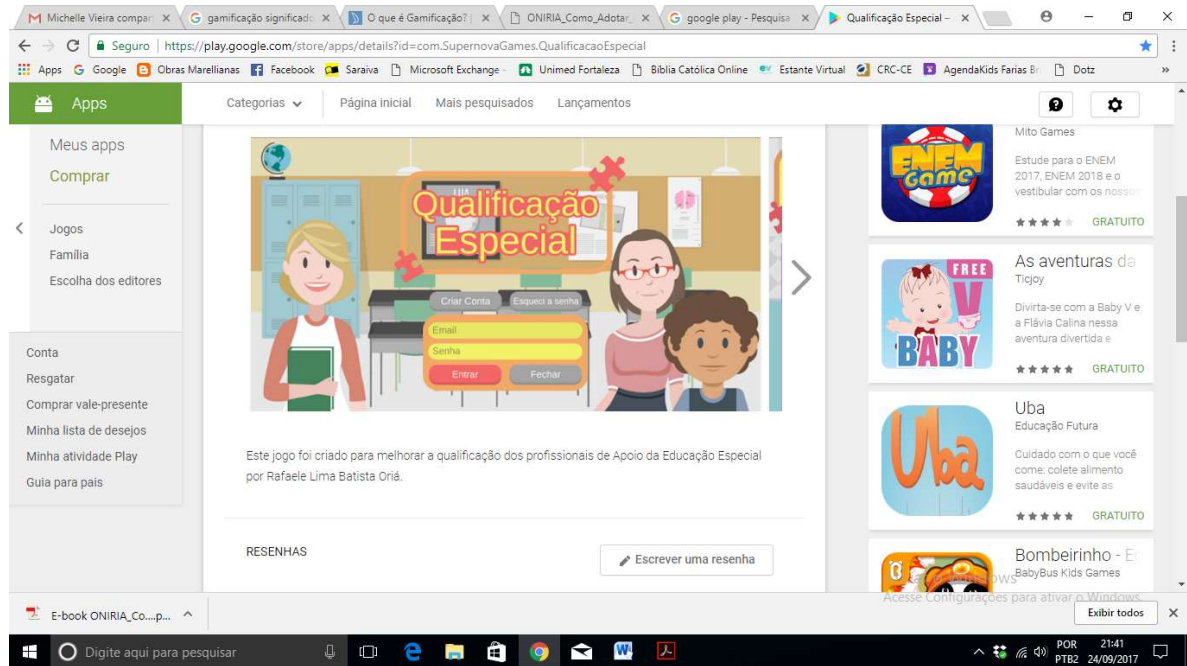 Michelle Vieira compar
gamificação significado
O que é Gamificação? |
ONIRIA_Como_Adotar_
google play - Pesquisa
Qualificação Especial –
Seguro | https://play.google.com/store/apps/details?id=com.SupernovaGames.QualificacaoEspecial
Apps Google Obras Marellianas Facebook Saraiva Microsoft Exchange - Unimed Fortaleza Bíblia Católica Online Estante Virtual CRC-CE AgendaKids Farias Br Dotz
Apps
Categorias Página inicial Mais pesquisados Lançamentos
Meus apps
Comprar
Jogos
Família
Escolha dos editores
Conta
Resgatar
Comprar vale-presente
Minha lista de desejos
Minha atividade Play
Guia para pais
LUA
Qualificação
Especial
Criar Conta Esqueci a senha
Email
Senha
Entrar Fechar
Este jogo foi criado para melhorar a qualificação dos profissionais de Apoio da Educação Especial
por Rafaele Lima Batista Oriá.
RESENHAS
Escrever uma resenha
ENEM
Game
Mito Games
Estude para o ENEM
2017, ENEM 2018 e o
vestibular com os nossos
GRATUITO
FREE
V
BABY
As aventuras da
Ticjoy
Divirta-se com a Baby V e
a Flávia Calina nessa
aventura divertida e
GRATUITO
Uba
Uba
Educação Futura
Cuidado com o que você
come: colete alimento
saudáveis e evite as
GRATUITO
Bombeirinho - E
BabyBus Kids Games
Acesse Configurações para ativar o Windows.
E-book ONIRIA_Co....p...
Exibir todos
Digite aqui para pesquisar
POR
PTB2
21:41
24/09/2017